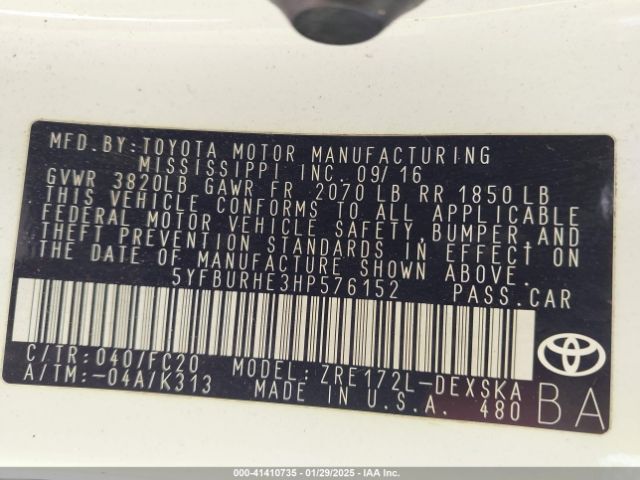 MFD.BY:TOYOTA MOTOR MANUFACTURING
MISSISSIPPI INC. 09/16
GVWR 3820LB GAWR FR 2070 LB RR 1850 LB
THIS VEHICLE CONFORMS TO ALL APPLICABLE
FEDERAL MOTOR VEHICLE SAFETY, BUMPER, AND
THEFT PREVENTION STANDARDS IN EFFECT ON
THE DATE OF MANUFACTURE SHOWN ABOVE.
5YFBURHE3HP576152 PASS.CAR
C/TR:040/FC20 MODEL: ZRE172L-DEXSKA
A/TM:-04A/K313 MADE IN U.S.A. 480
TOYOTA
BA
000-41410735 - 01/29/2025 - IAA Inc.